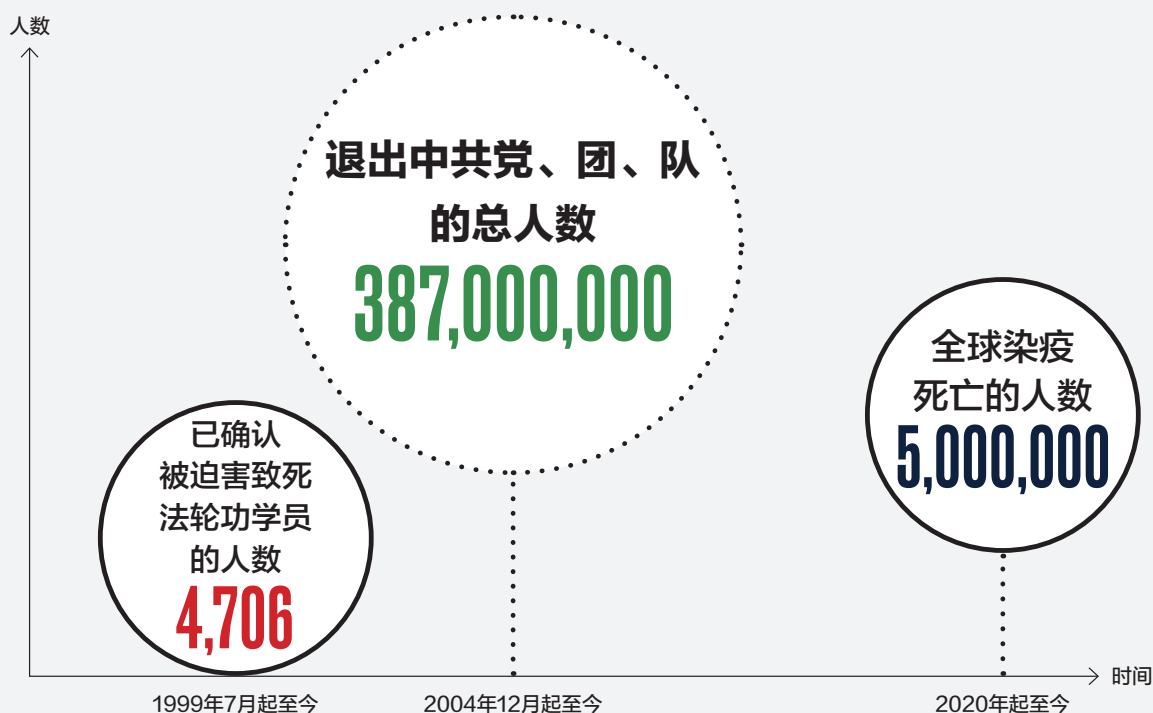 人数
退出中共党、团、队
的总人数
387,000,000
全球染疫
死亡的人数
5,000,000
已确认
被迫害致死
法轮功学员
的人数
4,706
时间
1999年7月起至今
2004年12月起至今
2020年起至今